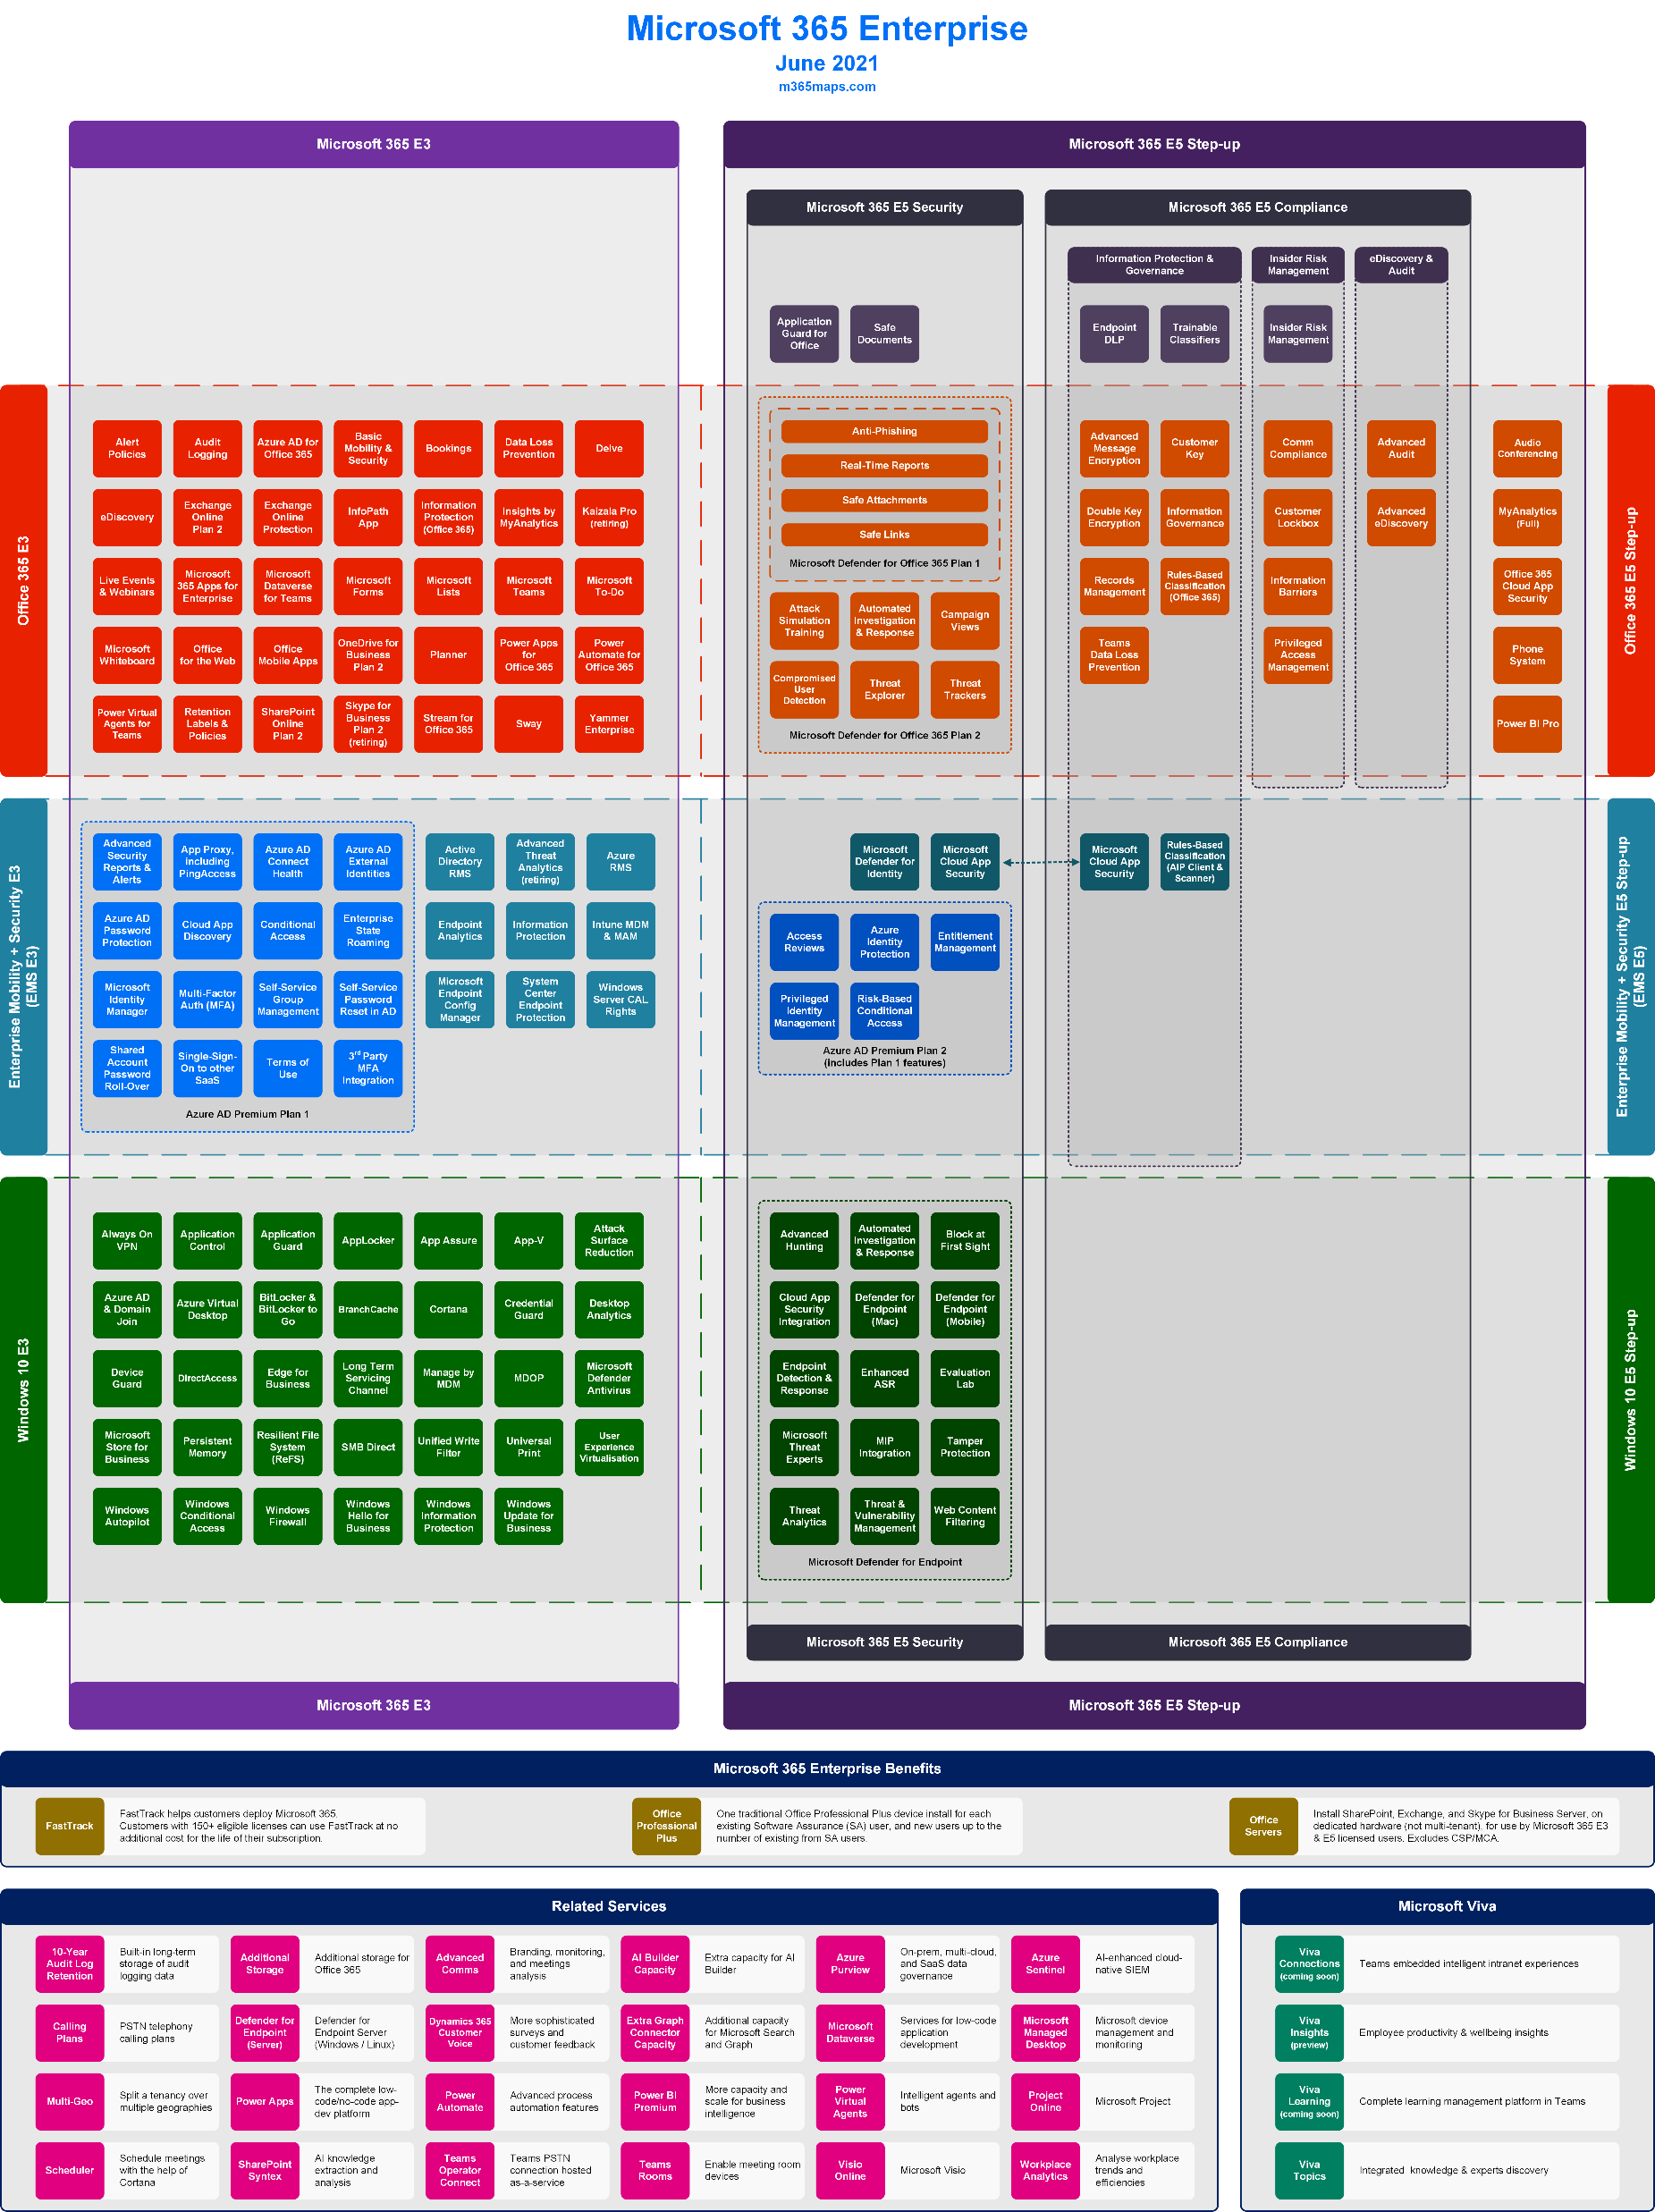 Microsoft 365 Enterprise
June 2021
m365maps.com
Microsoft 365 E3
Microsoft 365 E5 Step-up
Microsoft 365 E5 Security
Microsoft 365 E5 Compliance
Information Protection &
Governance
Insider Risk
Management
eDiscovery &
Audit
Application
Guard for
Office
Safe
Documents
Endpoint
DLP
Trainable
Classifiers
Insider Risk
Management
Office 365 E3
Alert
Policies
Audit
Logging
Azure AD for
Office 365
Basic
Mobility &
Security
Bookings
Data Loss
Prevention
Delve
eDiscovery
Exchange
Online
Plan 2
Exchange
Online
Protection
InfoPath
App
Information
Protection
(Office 365)
Insights by
MyAnalytics
Kaizala Pro
(retiring)
Live Events
& Webinars
Microsoft
365 Apps for
Enterprise
Microsoft
Dataverse
for Teams
Microsoft
Forms
Microsoft
Lists
Microsoft
Teams
Microsoft
To-Do
Microsoft
Whiteboard
Office
for the Web
Office
Mobile Apps
OneDrive for
Business
Plan 2
Planner
Power Apps
for
Office 365
Power
Automate for
Office 365
Power Virtual
Agents for
Teams
Retention
Labels &
Policies
SharePoint
Online
Plan 2
Skype for
Business
Plan 2
(retiring)
Stream for
Office 365
Sway
Yammer
Enterprise
Anti-Phishing
Real-Time Reports
Safe Attachments
Safe Links
Microsoft Defender for Office 365 Plan 1
Attack
Simulation
Training
Automated
Investigation
& Response
Campaign
Views
Compromised
User
Detection
Threat
Explorer
Threat
Trackers
Microsoft Defender for Office 365 Plan 2
Advanced
Message
Encryption
Customer
Key
Double Key
Encryption
Information
Governance
Records
Management
Rules-Based
Classification
(Office 365)
Teams
Data Loss
Prevention
Comm
Compliance
Customer
Lockbox
Information
Barriers
Privileged
Access
Management
Advanced
Audit
Advanced
eDiscovery
Audio
Conferencing
MyAnalytics
(Full)
Office 365
Cloud App
Security
Phone
System
Power BI Pro
Office 365 E5 Step-up
Enterprise Mobility + Security E3
(EMS E3)
Advanced
Security
Reports &
Alerts
App Proxy,
including
PingAccess
Azure AD
Connect
Health
Azure AD
External
Identities
Azure AD
Password
Protection
Cloud App
Discovery
Conditional
Access
Enterprise
State
Roaming
Microsoft
Identity
Manager
Multi-Factor
Auth (MFA)
Self-Service
Group
Management
Self-Service
Password
Reset in AD
Shared
Account
Password
Roll-Over
Single-Sign-
On to other
SaaS
Terms of
Use
3rd Party
MFA
Integration
Azure AD Premium Plan 1
Active
Directory
RMS
Advanced
Threat
Analytics
(retiring)
Azure
RMS
Endpoint
Analytics
Information
Protection
Intune MDM
& MAM
Microsoft
Endpoint
Config
Manager
System
Center
Endpoint
Protection
Windows
Server CAL
Rights
Microsoft
Defender for
Identity
Microsoft
Cloud App
Security
Access
Reviews
Azure
Identity
Protection
Entitlement
Management
Privileged
Identity
Management
Risk-Based
Conditional
Access
Azure AD Premium Plan 2
(includes Plan 1 features)
Microsoft
Cloud App
Security
Rules-Based
Classification
(AIP Client &
Scanner)
Enterprise Mobility + Security E5 Step-up
(EMS E5)
Windows 10 E3
Always On
VPN
Application
Control
Application
Guard
AppLocker
App Assure
App-V
Attack
Surface
Reduction
Azure AD
& Domain
Join
Azure Virtual
Desktop
BitLocker &
BitLocker to
Go
BranchCache
Cortana
Credential
Guard
Desktop
Analytics
Device
Guard
DirectAccess
Edge for
Business
Long Term
Servicing
Channel
Manage by
MDM
MDOP
Microsoft
Defender
Antivirus
Microsoft
Store for
Business
Persistent
Memory
Resilient File
System
(ReFS)
SMB Direct
Unified Write
Filter
Universal
Print
User
Experience
Virtualisation
Windows
Autopilot
Windows
Conditional
Access
Windows
Firewall
Windows
Hello for
Business
Windows
Information
Protection
Windows
Update for
Business
Advanced
Hunting
Automated
Investigation
& Response
Block at
First Sight
Cloud App
Security
Integration
Defender for
Endpoint
(Mac)
Defender for
Endpoint
(Mobile)
Endpoint
Detection &
Response
Enhanced
ASR
Evaluation
Lab
Microsoft
Threat
Experts
MIP
Integration
Tamper
Protection
Threat
Analytics
Threat &
Vulnerability
Management
Web Content
Filtering
Microsoft Defender for Endpoint
Windows 10 E5 Step-up
Microsoft 365 E5 Security
Microsoft 365 E5 Compliance
Microsoft 365 E3
Microsoft 365 E5 Step-up
Microsoft 365 Enterprise Benefits
FastTrack
FastTrack helps customers deploy Microsoft 365.
Customers with 150+ eligible licenses can use FastTrack at no
additional cost for the life of their subscription.
Office
Professional
Plus
One traditional Office Professional Plus device install for each
existing Software Assurance (SA) user, and new users up to the
number of existing from SA users.
Office
Servers
Install SharePoint, Exchange, and Skype for Business Server, on
dedicated hardware (not multi-tenant), for use by Microsoft 365 E3
& E5 licensed users. Excludes CSP/MCA.
Related Services
10-Year
Audit Log
Retention
Built-in long-term
storage of audit
logging data
Additional
Storage
Additional storage for
Office 365
Advanced
Comms
Branding, monitoring,
and meetings
analysis
AI Builder
Capacity
Extra capacity for AI
Builder
Azure
Purview
On-prem, multi-cloud,
and SaaS data
governance
Azure
Sentinel
AI-enhanced cloud-
native SIEM
Calling
Plans
PSTN telephony
calling plans
Defender for
Endpoint
(Server)
Defender for
Endpoint Server
(Windows / Linux)
Dynamics 365
Customer
Voice
More sophisticated
surveys and
customer feedback
Extra Graph
Connector
Capacity
Additional capacity
for Microsoft Search
and Graph
Microsoft
Dataverse
Services for low-code
application
development
Microsoft
Managed
Desktop
Microsoft device
management and
monitoring
Multi-Geo
Split a tenancy over
multiple geographies
Power Apps
The complete low-
code/no-code app-
dev platform
Power
Automate
Advanced process
automation features
Power BI
Premium
More capacity and
scale for business
intelligence
Power
Virtual
Agents
Intelligent agents and
bots
Project
Online
Microsoft Project
Scheduler
Schedule meetings
with the help of
Cortana
SharePoint
Syntex
AI knowledge
extraction and
analysis
Teams
Operator
Connect
Teams PSTN
connection hosted
as-a-service
Teams
Rooms
Enable meeting room
devices
Visio
Online
Microsoft Visio
Workplace
Analytics
Analyse workplace
trends and
efficiencies
Microsoft Viva
Viva
Connections
(coming soon)
Teams embedded intelligent intranet experiences
Viva
Insights
(preview)
Employee productivity & wellbeing insights
Viva
Learning
(coming soon)
Complete learning management platform in Teams
Viva
Topics
Integrated knowledge & experts discovery